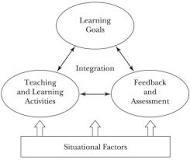 Learning
Goals
Integration
Teaching
and Learning
Activities
Feedback
and
Assessment
Situational Factors